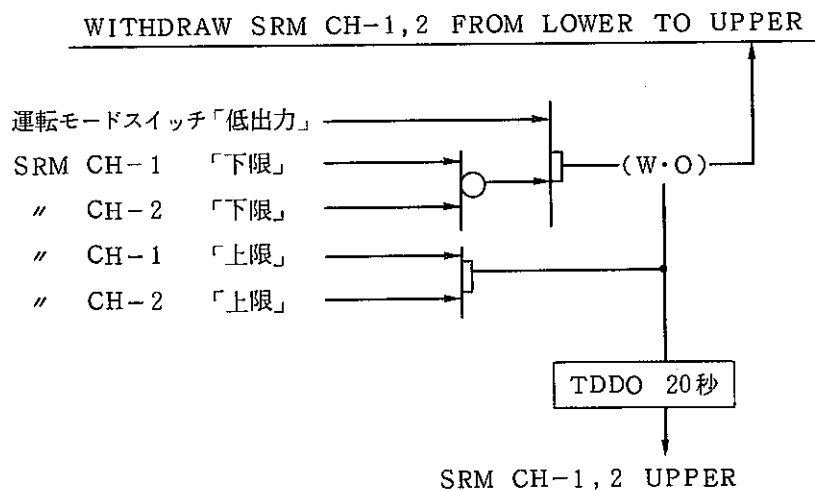 WITHDRAW SRM CH-1,2 FROM LOWER TO UPPER
運転モードスイッチ「低出力」
SRM CH-1 「下限」
〃 CH-2 「下限」
(W・O)
〃 CH-1 「上限」
〃 CH-2 「上限」
TDDO 20秒
SRM CH-1,2 UPPER